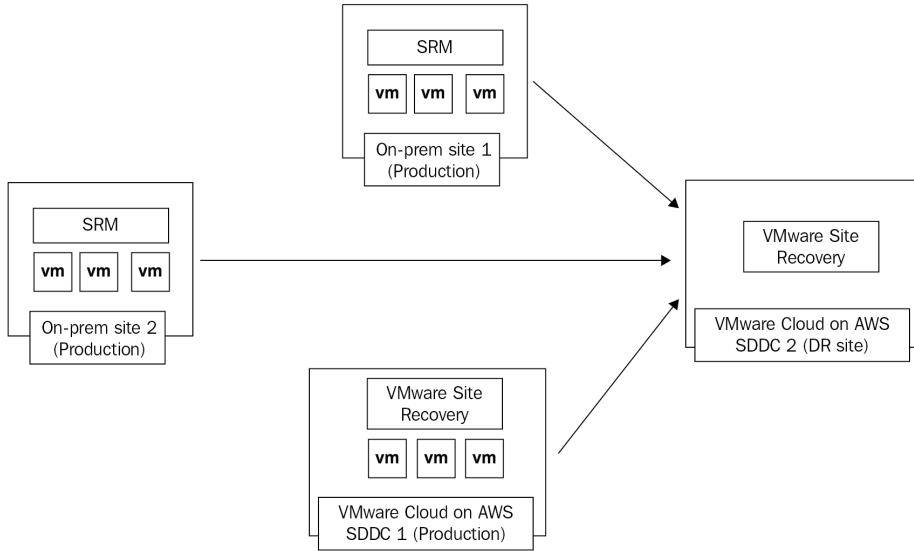 SRM
vm vm vm
On-prem site 1
(Production)
SRM
vm vm vm
On-prem site 2
(Production)
VMware Site
Recovery
VMware Cloud on AWS
SDDC 2 (DR site)
VMware Site
Recovery
vm vm vm
VMware Cloud on AWS
SDDC 1 (Production)